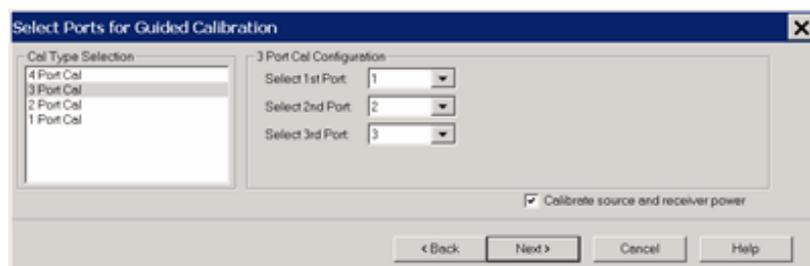 Select Ports for Guided Calibration
Cal Type Selection
4 Port Cal
3 Port Cal
2 Port Cal
1 Port Cal
3 Port Cal Configuration
Select 1st Port: 1
Select 2nd Port: 2
Select 3rd Port: 3
Calibrate source and receiver power
< Back
Next >
Cancel
Help